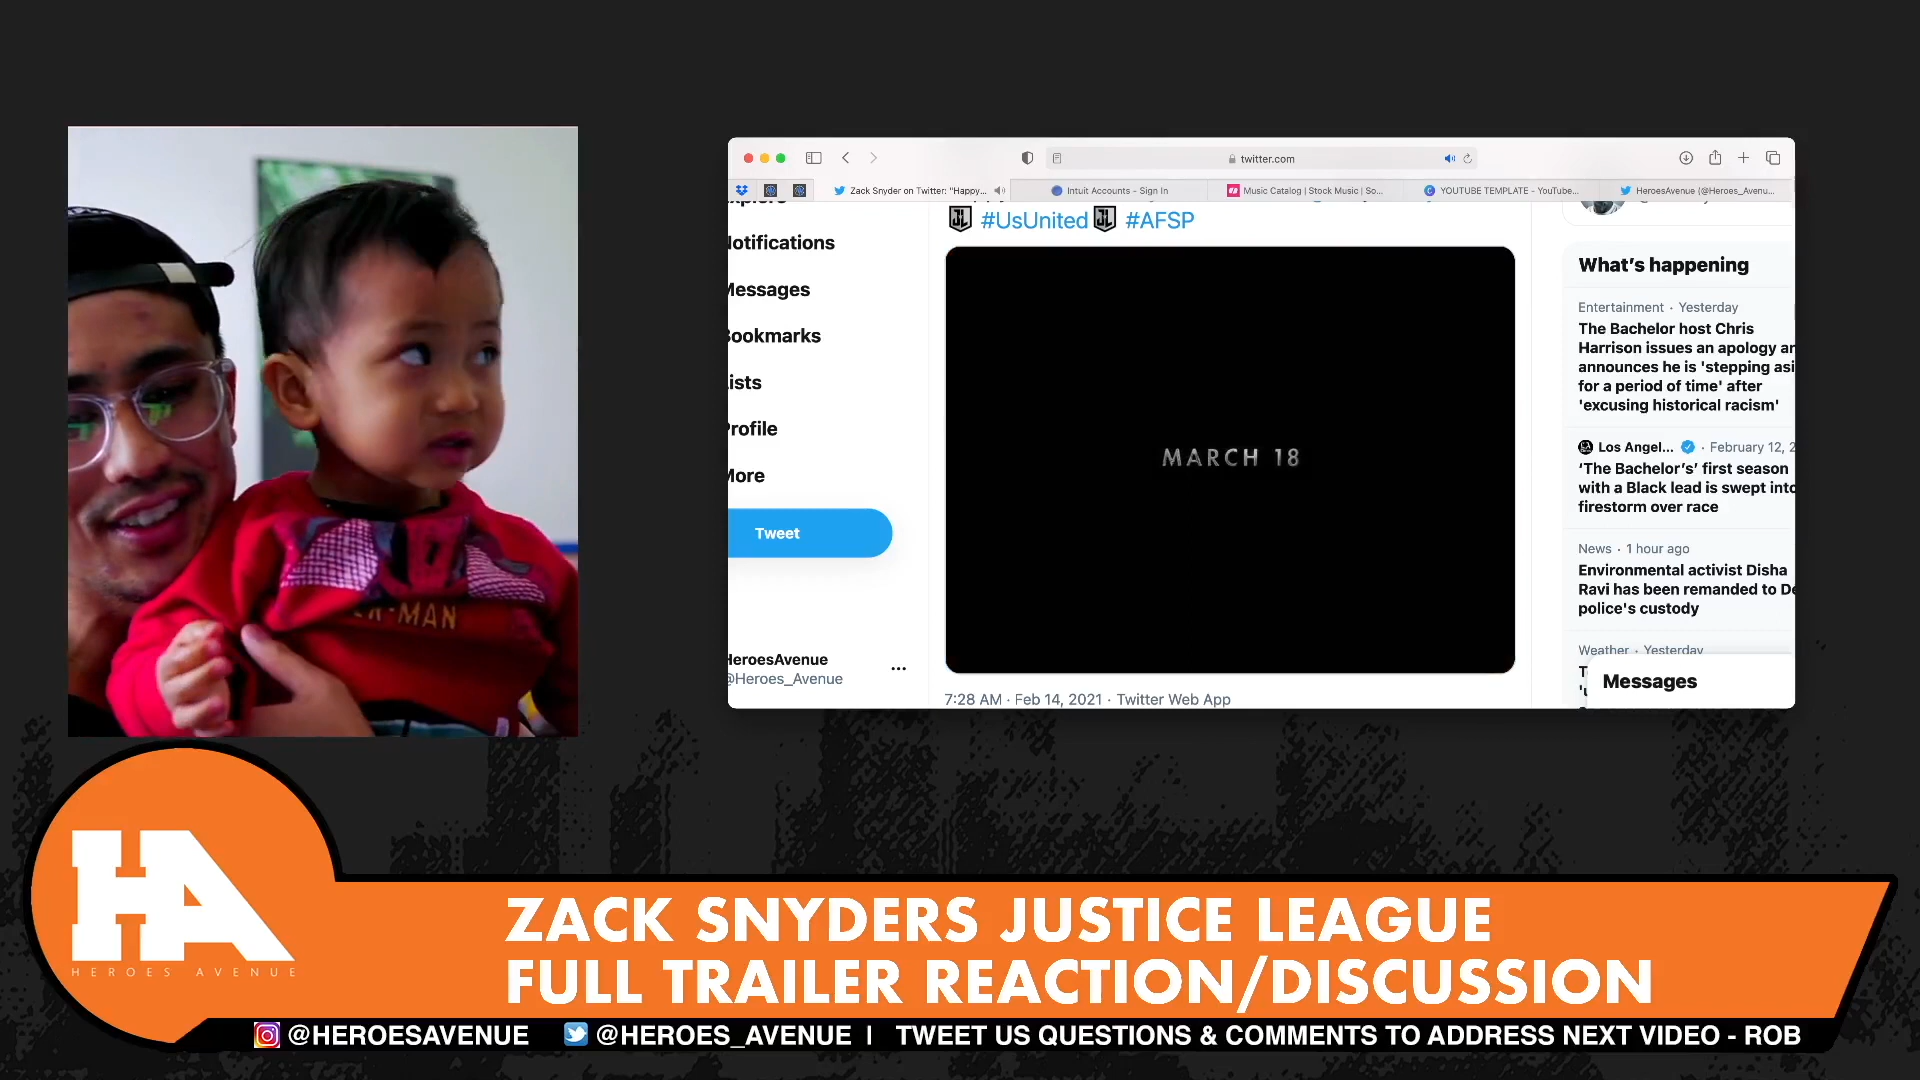 twitter.com
Zack Snyder on Twitter: "Happy...
Intuit Accounts - Sign In
Music Catalog | Stock Music | So...
YOUTUBE TEMPLATE - YouTube...
HeroesAvenue (@Heroes_Avenu...
#UsUnited #AFSP
Notifications
Messages
Bookmarks
Lists
Profile
More
Tweet
HeroesAvenue
@Heroes_Avenue
MARCH 18
7:28 AM · Feb 14, 2021 · Twitter Web App
What's happening
Entertainment · Yesterday
The Bachelor host Chris
Harrison issues an apology an
announces he is 'stepping asi
for a period of time' after
'excusing historical racism'
Los Angel... · February 12, 2
'The Bachelor's' first season
with a Black lead is swept into
firestorm over race
News · 1 hour ago
Environmental activist Disha
Ravi has been remanded to De
police's custody
Weather · Yesterday
Messages
ER-MAN
HA
HEROES AVENUE
ZACK SNYDERS JUSTICE LEAGUE
FULL TRAILER REACTION/DISCUSSION
@HEROESAVENUE @HEROES_AVENUE | TWEET US QUESTIONS & COMMENTS TO ADDRESS NEXT VIDEO - ROB